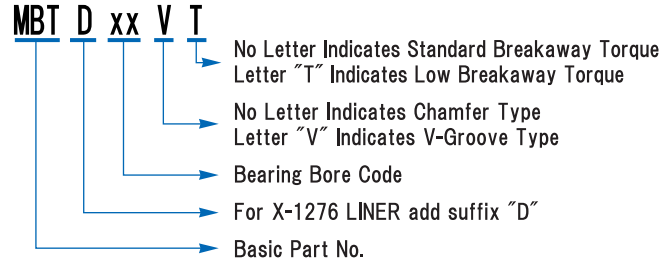 MBT D xx V T
No Letter Indicates Standard Breakaway Torque
Letter ″T″ Indicates Low Breakaway Torque
No Letter Indicates Chamfer Type
Letter ″V″ Indicates V-Groove Type
Bearing Bore Code
For X-1276 LINER add suffix ″D″
Basic Part No.